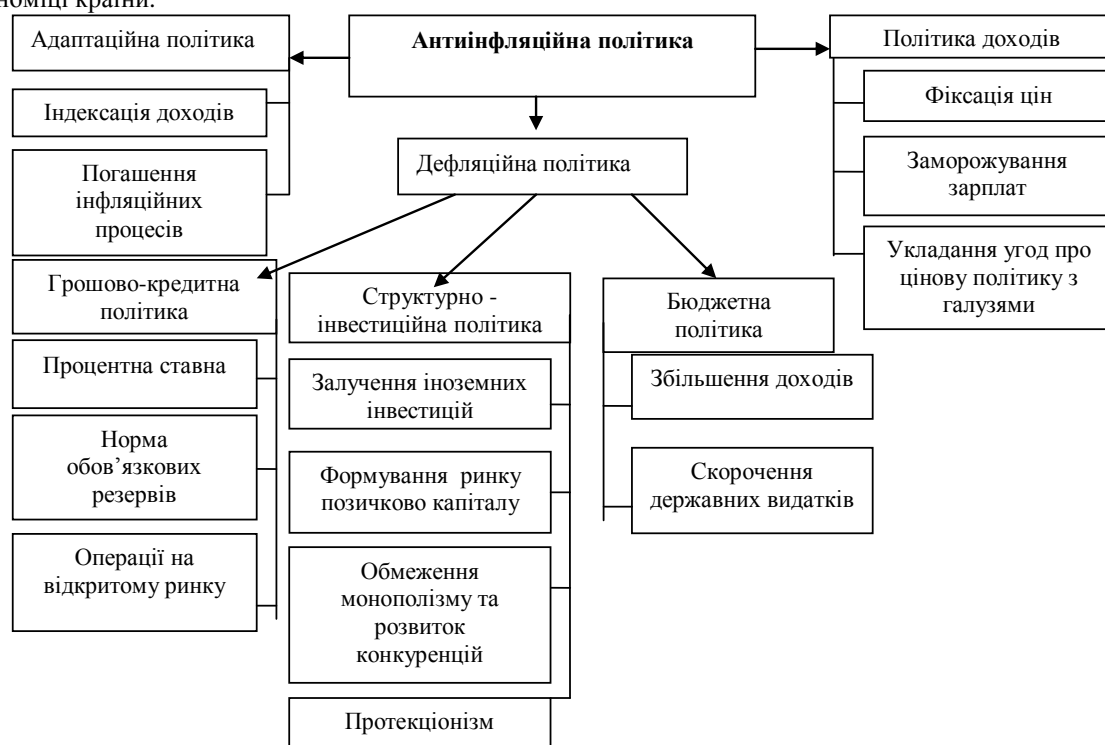 номіці країни.
Адаптаційна політика
Індексація доходів
Погашення
інфляційних
процесів
Антиінфляційна політика
Політика доходів
Фіксація цін
Заморожування
зарплат
Укладання угод про
цінову політику з
галузями
Дефляційна політика
Грошово-кредитна
політика
Процентна ставна
Норма
обов’язкових
резервів
Операції на
відкритому ринку
Структурно -
інвестиційна політика
Залучення іноземних
інвестицій
Формування ринку
позичково капіталу
Обмеження
монополізму та
розвиток
конкуренцій
Протекціонізм
Бюджетна
політика
Збільшення доходів
Скорочення
державних видатків